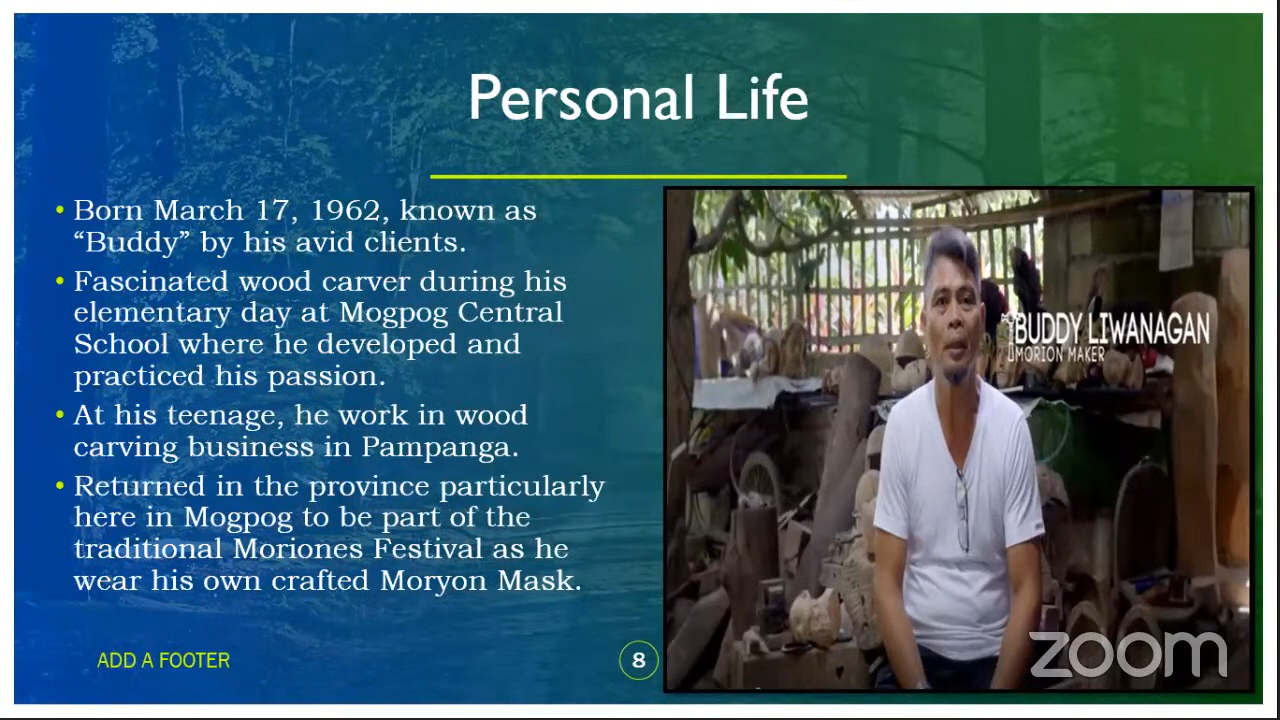 Personal Life
• Born March 17, 1962, known as
“Buddy” by his avid clients.
• Fascinated wood carver during his
elementary day at Mogpog Central
School where he developed and
practiced his passion.
• At his teenage, he work in wood
carving business in Pampanga.
• Returned in the province particularly
here in Mogpog to be part of the
traditional Moriones Festival as he
wear his own crafted Moryon Mask.
BUDDY LIWANAGAN
MORION MAKER
ADD A FOOTER
8
zoom